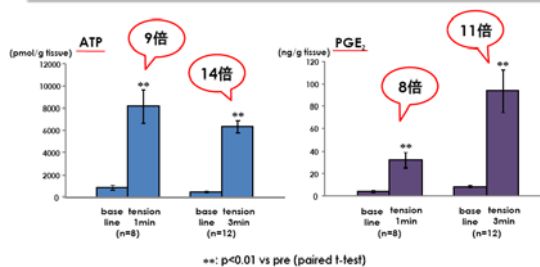 ATP
(pmol/g tissue)
9倍
14倍
**
**
12000
10000
8000
6000
4000
2000
0
base line
tension 1min
(n=8)
base line
tension 3min
(n=12)
PGE₂
(ng/g tissue)
8倍
11倍
**
**
120
100
80
60
40
20
0
base line
tension 1min
(n=8)
base line
tension 3min
(n=12)
**: p<0.01 vs pre (paired t-test)